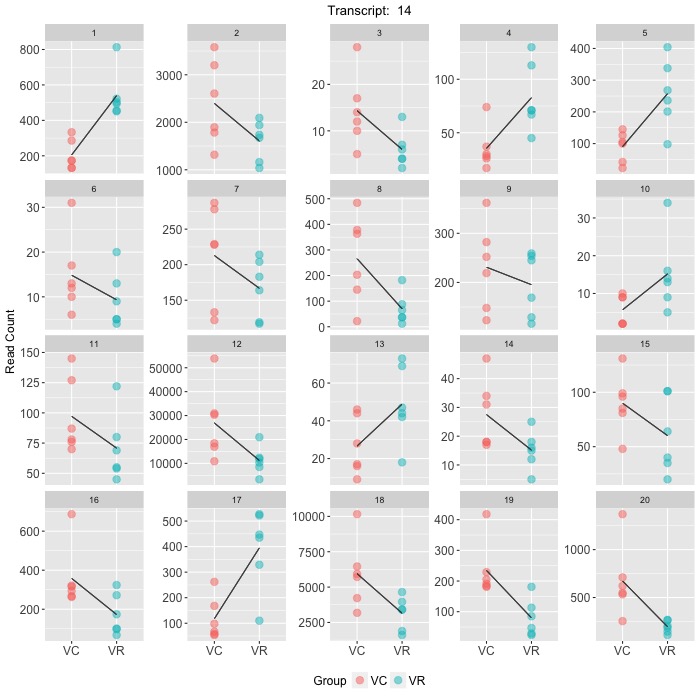 Transcript: 14
1 2 3 4 5
800 600 400 200
3000 2000 1000
20 10
100 50
400 300 200 100
6 7 8 9 10
30 20 10
250 200 150
500 400 300 200 100 0
300 200
30 20 10
11 12 13 14 15
150 125 100 75 50
50000 40000 30000 20000 10000
60 40 20
40 30 20 10
100 50
16 17 18 19 20
600 400 200
500 400 300 200 100
10000 7500 5000 2500
400 300 200 100
1000 500
VC VR VC VR VC VR VC VR VC VR
Read Count
Group VC VR